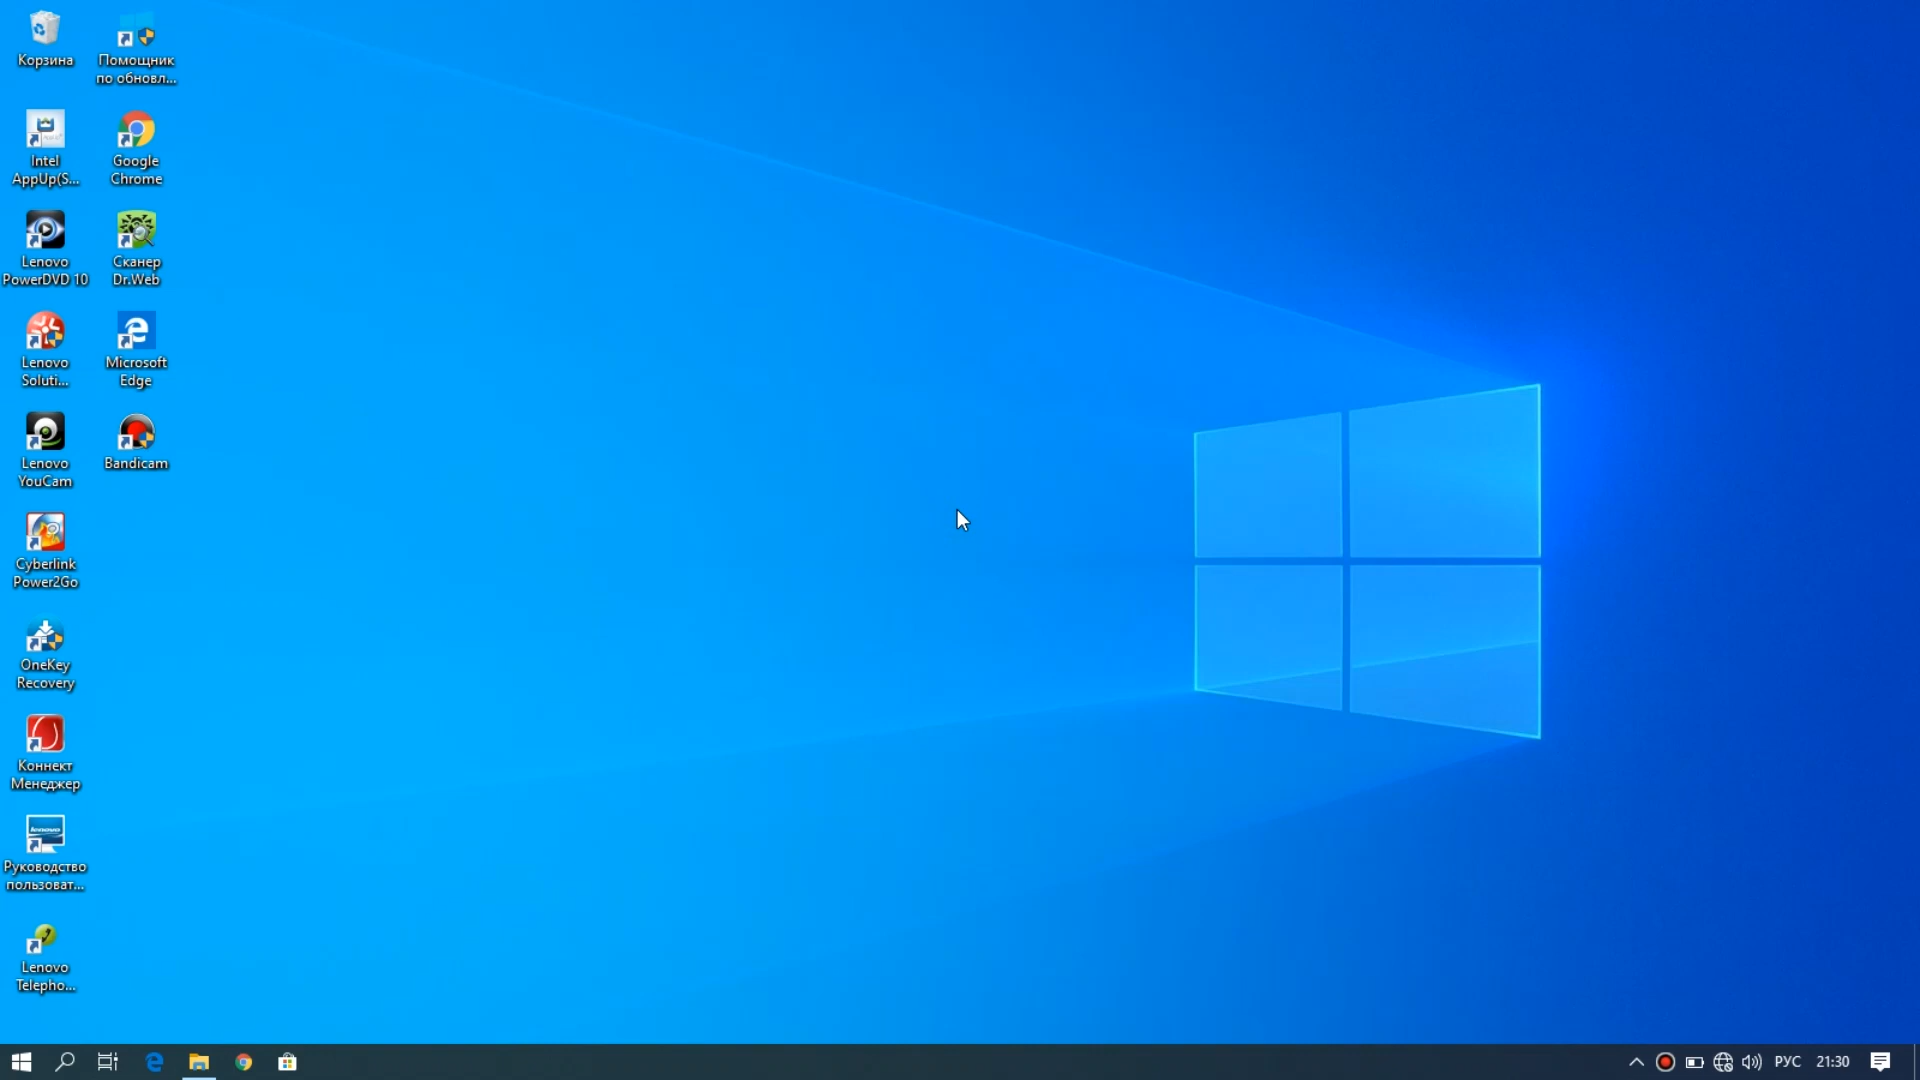 Корзина
Помощник
по обновл...
Intel
AppUp(S...
Google
Chrome
Lenovo
PowerDVD 10
Сканер
Dr.Web
Lenovo
Soluti...
Microsoft
Edge
Lenovo
YouCam
Bandicam
Cyberlink
Power2Go
OneKey
Recovery
Коннект
Менеджер
Руководство
пользоват...
Lenovo
Telepho...
РУС
21:30